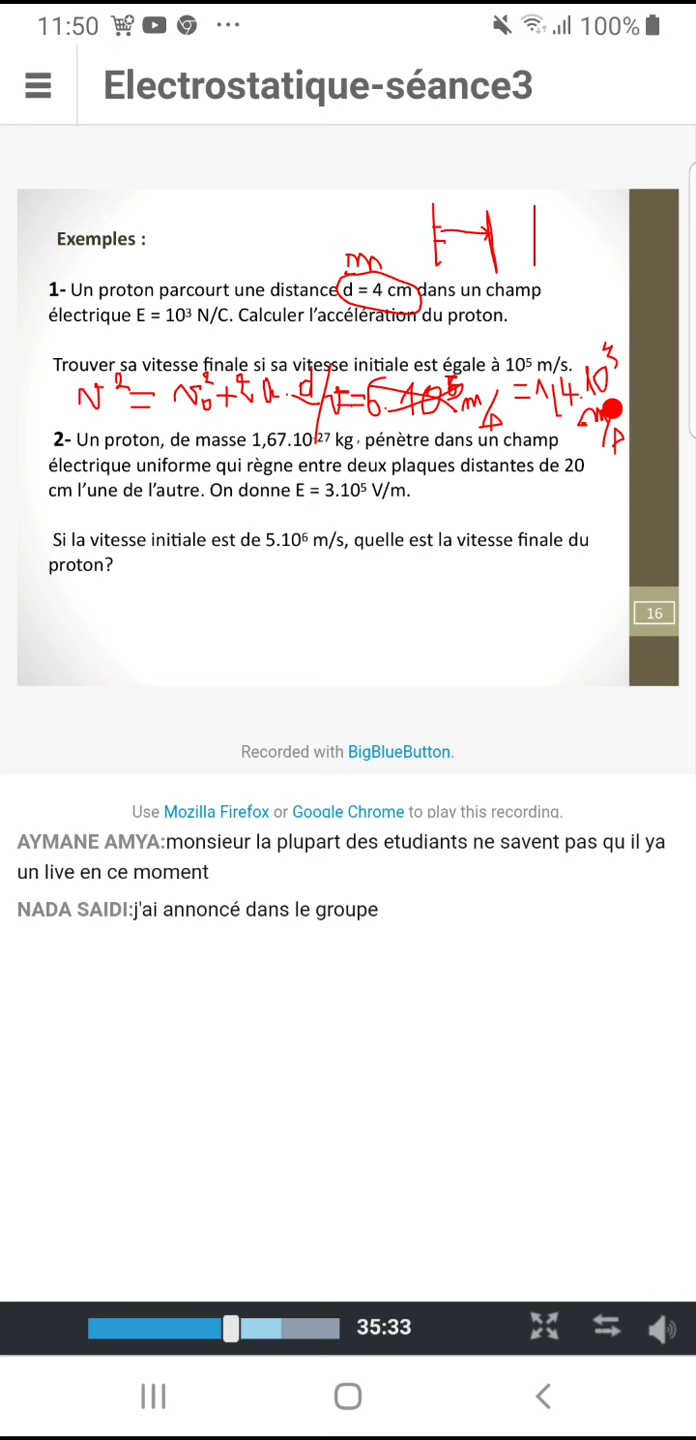 11:50 100%
Electrostatique-séance3
Exemples :
m
1- Un proton parcourt une distance d = 4 cm dans un champ
électrique E = 10³ N/C. Calculer l'accélération du proton.
Trouver sa vitesse finale si sa vitesse initiale est égale à 10⁵ m/s.
2- Un proton, de masse 1,67.10⁻²⁷ kg, pénètre dans un champ
électrique uniforme qui règne entre deux plaques distantes de 20
cm l'une de l'autre. On donne E = 3.10⁵ V/m.
Si la vitesse initiale est de 5.10⁶ m/s, quelle est la vitesse finale du
proton?
16
Recorded with BigBlueButton.
Use Mozilla Firefox or Google Chrome to play this recording.
AYMANE AMYA:monsieur la plupart des etudiants ne savent pas qu il ya
un live en ce moment
NADA SAIDI:j'ai annoncé dans le groupe
35:33